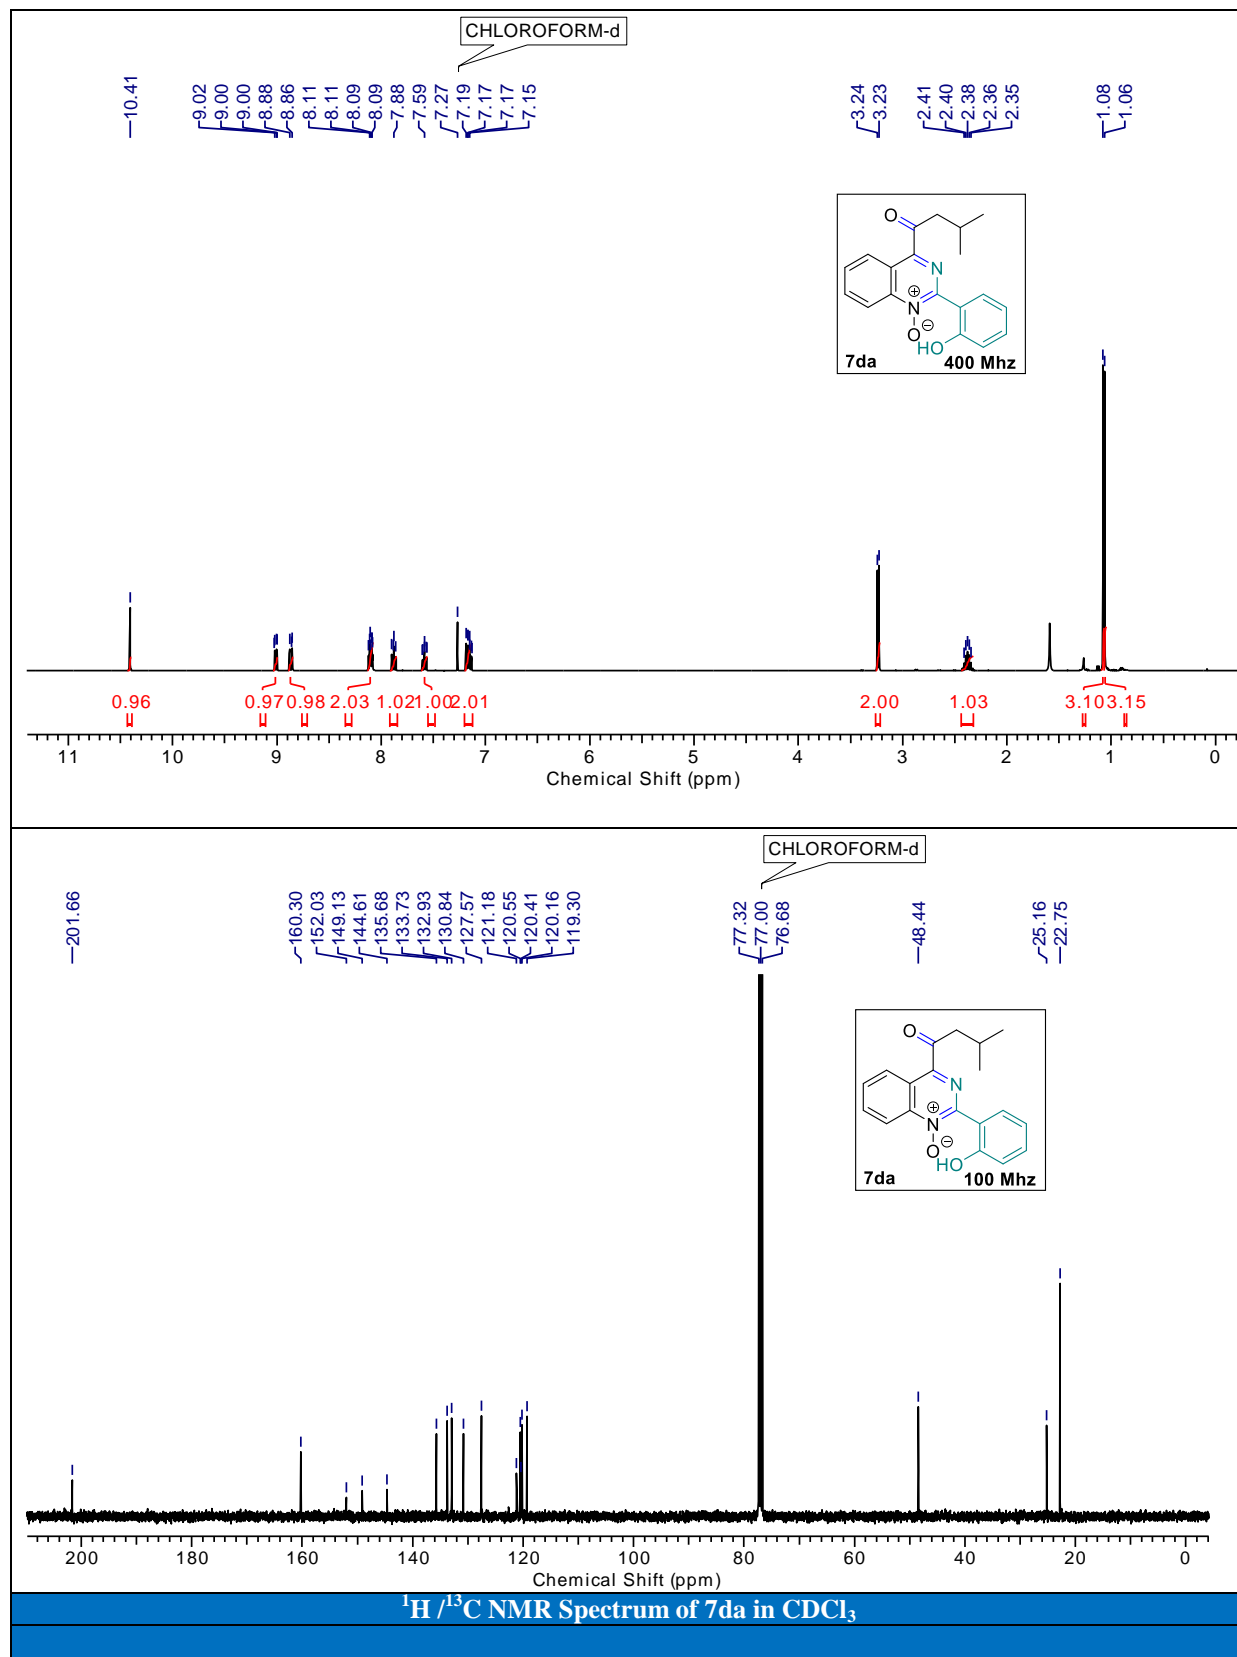 CHLOROFORM-d
10.41
9.02
9.00
9.00
8.88
8.86
8.11
8.11
8.09
8.09
7.88
7.59
7.27
7.19
7.17
7.17
7.15
3.24
3.23
2.41
2.40
2.38
2.36
2.35
1.08
1.06
O
N
N
⊕
O⊖
HO
7da 400 Mhz
0.96 0.97 0.98 2.03 1.02 1.00 2.01 2.00 1.03 3.10 3.15
11 10 9 8 7 6 5 4 3 2 1 0
Chemical Shift (ppm)
CHLOROFORM-d
201.66
160.30
152.03
149.13
144.61
135.68
133.73
132.93
130.84
127.57
121.18
120.55
120.41
120.16
119.30
77.32
77.00
76.68
48.44
25.16
22.75
O
N
N
⊕
O⊖
HO
7da 100 Mhz
200 180 160 140 120 100 80 60 40 20 0
Chemical Shift (ppm)
¹H /¹³C NMR Spectrum of 7da in CDCl₃